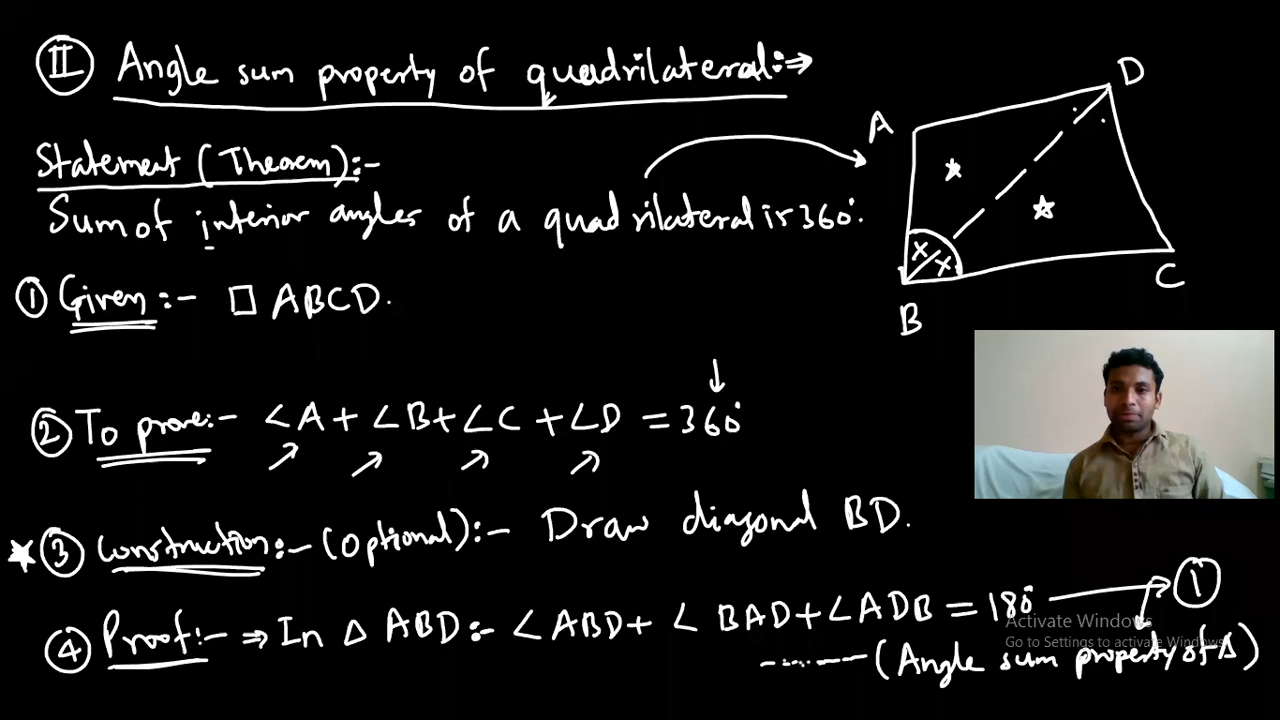 II Angle sum property of quadrilateral:⇒
Statement (Theorem):-
Sum of interior angles of a quadrilateral is 360°.
① Given:- □ ABCD.
② To prove:- ∠A + ∠B + ∠C + ∠D = 360°
③ Construction:- (Optional):- Draw diagonal BD.
④ Proof:- ⇒ In △ ABD:- ∠ABD + ∠BAD + ∠ADB = 180° → ①
------ (Angle sum property of △)
A
D
B
C
x x
Activate Windows
Go to Settings to activate Windows.